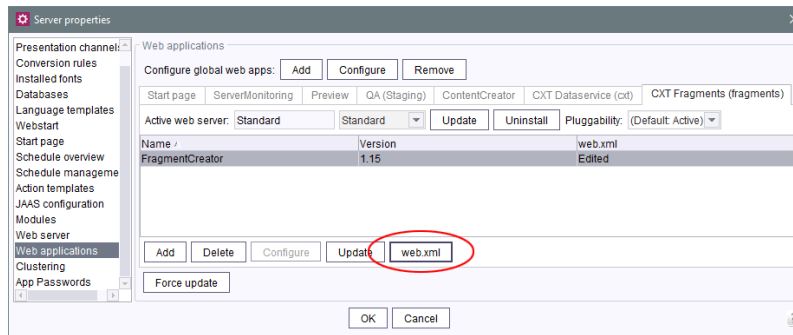 Server properties
Presentation channel:
Conversion rules
Installed fonts
Databases
Language templates
Webstart
Start page
Schedule overview
Schedule manageme
Action templates
JAAS configuration
Modules
Web server
Web applications
Clustering
App Passwords
Web applications
Configure global web apps: Add Configure Remove
Start page ServerMonitoring Preview QA (Staging) ContentCreator CXT Dataservice (cxt) CXT Fragments (fragments)
Active web server: Standard Standard Update Uninstall Pluggability: (Default: Active)
Name Version web.xml
FragmentCreator 1.15 Edited
Add Delete Configure Update web.xml
Force update
OK Cancel